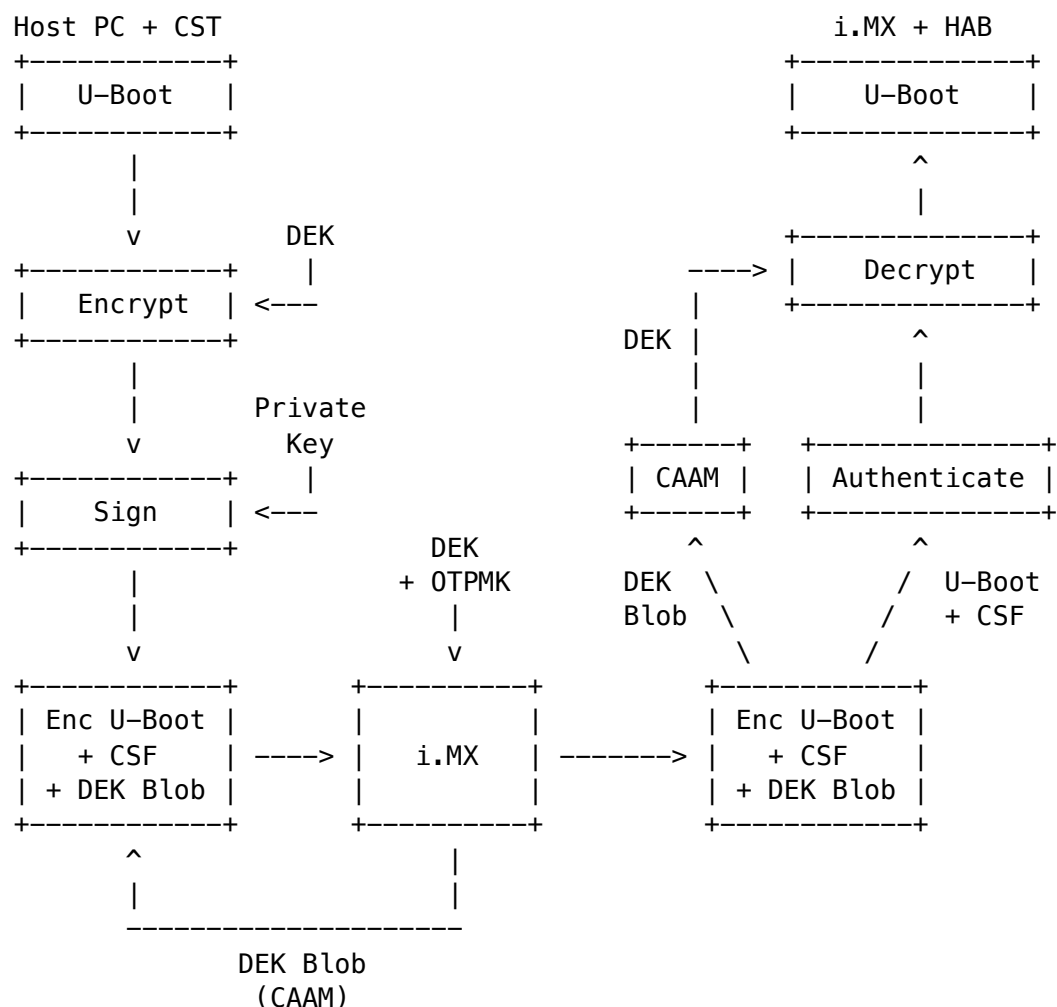 Host PC + CST                                      i.MX + HAB
+------------+                                  +--------------+
|   U-Boot   |                                  |    U-Boot    |
+------------+                                  +--------------+
       |                                                ^
       |                                                |
       v         DEK                            +--------------+
+------------+    |                       ----> |    Decrypt   |
|   Encrypt  | <---                       |     +--------------+
+------------+                        DEK |             ^
       |                                  |             |
       |      Private                     |             |
       v        Key                   +------+   +--------------+
+------------+    |                   | CAAM |   | Authenticate |
|    Sign    | <---                   +------+   +--------------+
+------------+           DEK              ^             ^
       |               + OTPMK        DEK  \           /  U-Boot
       |                  |           Blob  \         /   + CSF
       v                  v                  \       /
+------------+      +----------+           +------------+
| Enc U-Boot |      |          |           | Enc U-Boot |
|   + CSF    | ---> |   i.MX   | --------> |   + CSF    |
| + DEK Blob |      |          |           | + DEK Blob |
+------------+      +----------+           +------------+
       ^                  |
       |                  |
       ---------------------
              DEK Blob
               (CAAM)